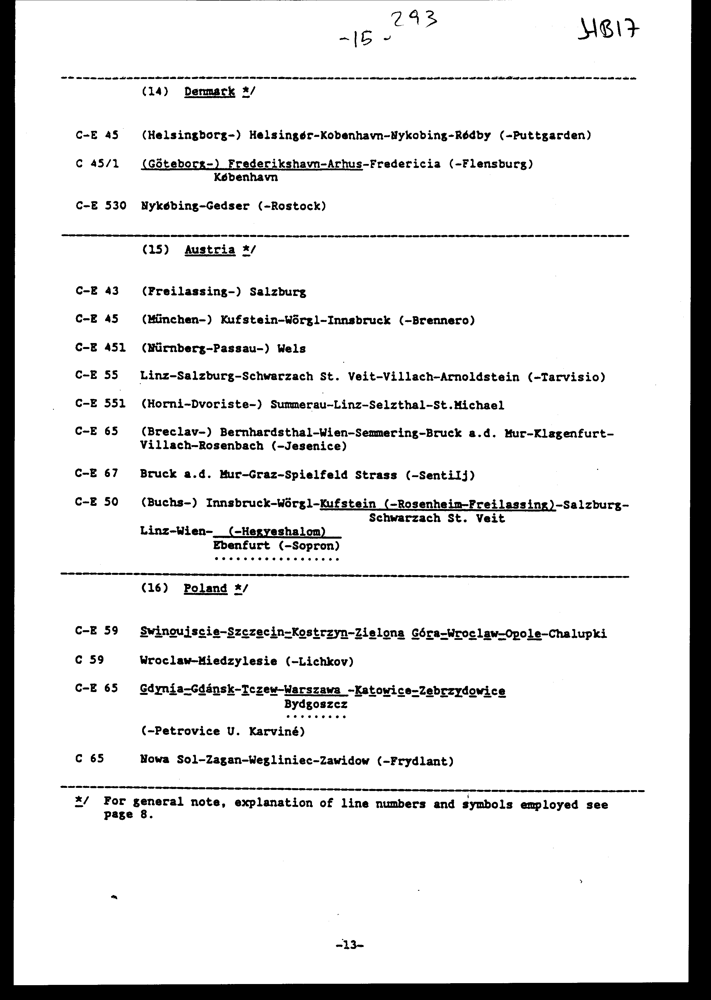 293
-15-
HB17
(14) Denmark */
C-E 45 (Helsingborg-) Helsingør-Kobenhavn-Nykobing-Rødby (-Puttgarden)
C 45/1 (Göteborg-) Frederikshavn-Arhus-Fredericia (-Flensburg)
København
C-E 530 Nykøbing-Gedser (-Rostock)
(15) Austria */
C-E 43 (Freilassing-) Salzburg
C-E 45 (München-) Kufstein-Wörgl-Innsbruck (-Brennero)
C-E 451 (Nürnberg-Passau-) Wels
C-E 55 Linz-Salzburg-Schwarzach St. Veit-Villach-Arnoldstein (-Tarvisio)
C-E 551 (Horni-Dvoriste-) Summerau-Linz-Selzthal-St.Michael
C-E 65 (Breclav-) Bernhardsthal-Wien-Semmering-Bruck a.d. Mur-Klagenfurt-
Villach-Rosenbach (-Jesenice)
C-E 67 Bruck a.d. Mur-Graz-Spielfeld Strass (-SentiIj)
C-E 50 (Buchs-) Innsbruck-Wörgl-Kufstein (-Rosenheim-Freilassing)-Salzburg-
Schwarzach St. Veit
Linz-Wien- (-Hegyeshalom)
Ebenfurt (-Sopron)
..................
(16) Poland */
C-E 59 Swinoujscie-Szczecin-Kostrzyn-Zielona Góra-Wroclaw-Opole-Chalupki
C 59 Wroclaw-Miedzylesie (-Lichkov)
C-E 65 Gdynía-Gdánsk-Tczew-Warszawa -Katowice-Zebrzydowice
Bydgoszcz
.........
(-Petrovice U. Karviné)
C 65 Nowa Sol-Zagan-Wegliniec-Zawidow (-Frydlant)
*/ For general note, explanation of line numbers and symbols employed see
page 8.
-13-